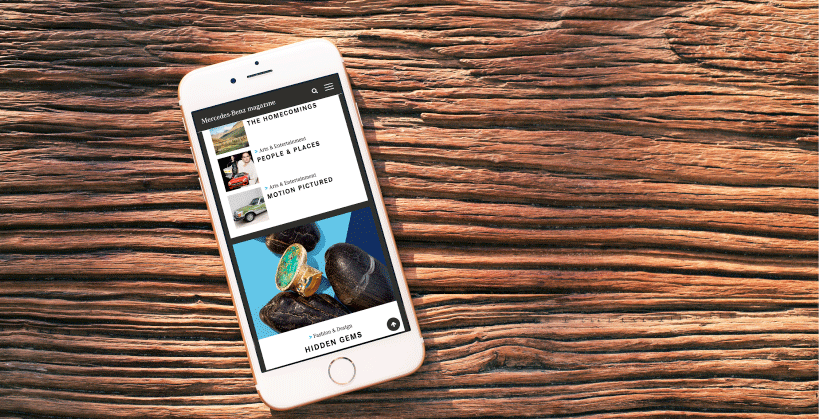 Mercedes-Benz magazine
THE HOMECOMINGS
> Arts & Entertainment
PEOPLE & PLACES
> Arts & Entertainment
MOTION PICTURED
> Fashion & Design
HIDDEN GEMS